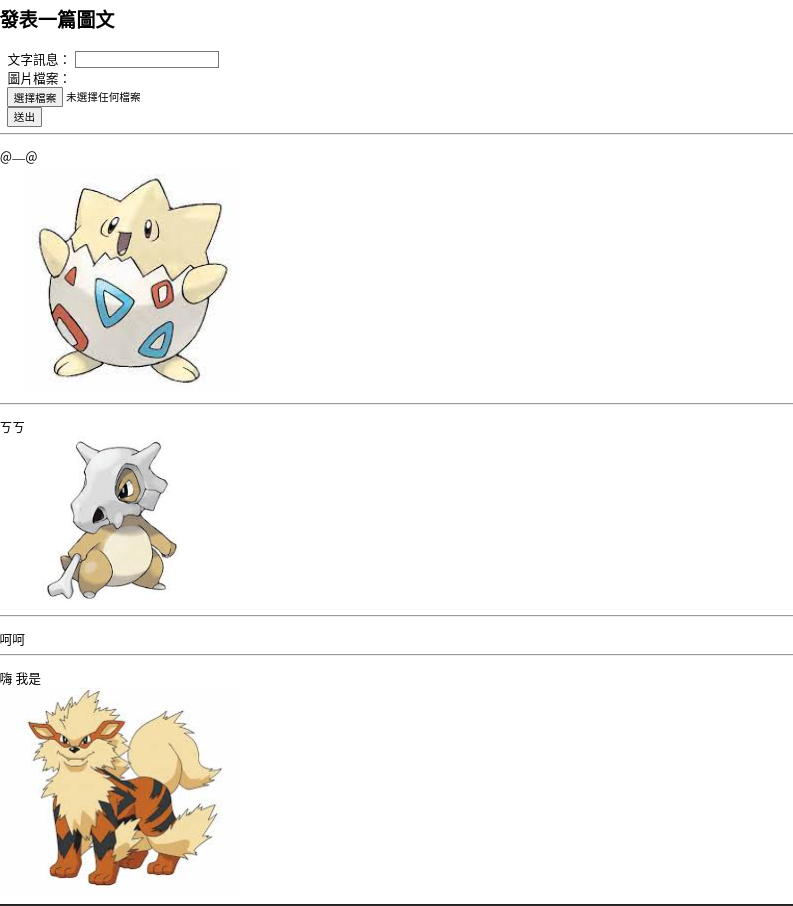 發表一篇圖文
文字訊息：
圖片檔案：
選擇檔案 未選擇任何檔案
送出
@—@
ㄎㄎ
呵呵
嗨 我是